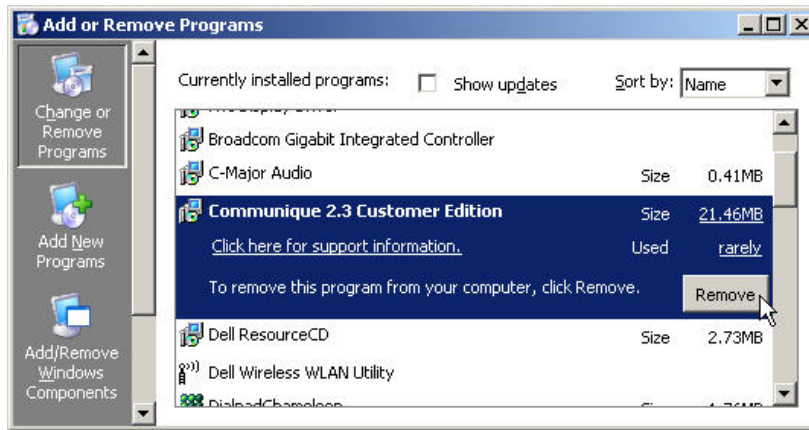 Add or Remove Programs
Change or
Remove
Programs
Add New
Programs
Add/Remove
Windows
Components
Currently installed programs: Show updates Sort by: Name
Broadcom Gigabit Integrated Controller
C-Major Audio Size 0.41MB
Communique 2.3 Customer Edition Size 21.46MB
Click here for support information. Used rarely
To remove this program from your computer, click Remove. Remove
Dell ResourceCD Size 2.73MB
Dell Wireless WLAN Utility
DialpadChameleon